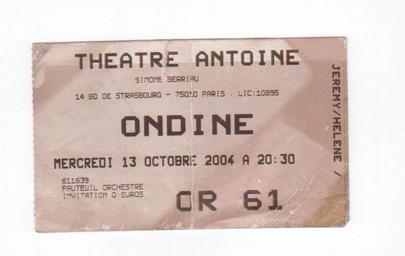 THEATRE ANTOINE
SIMONE BERRIAU
14 BD DE STRASBOURG - 75010 PARIS . LIC:10895
ONDINE
MERCREDI 13 OCTOBRE 2004 A 20:30
611639
FAUTEUIL ORCHESTRE
INVITATION 0 EUROS
OR 61
JEREMY/HELENE /